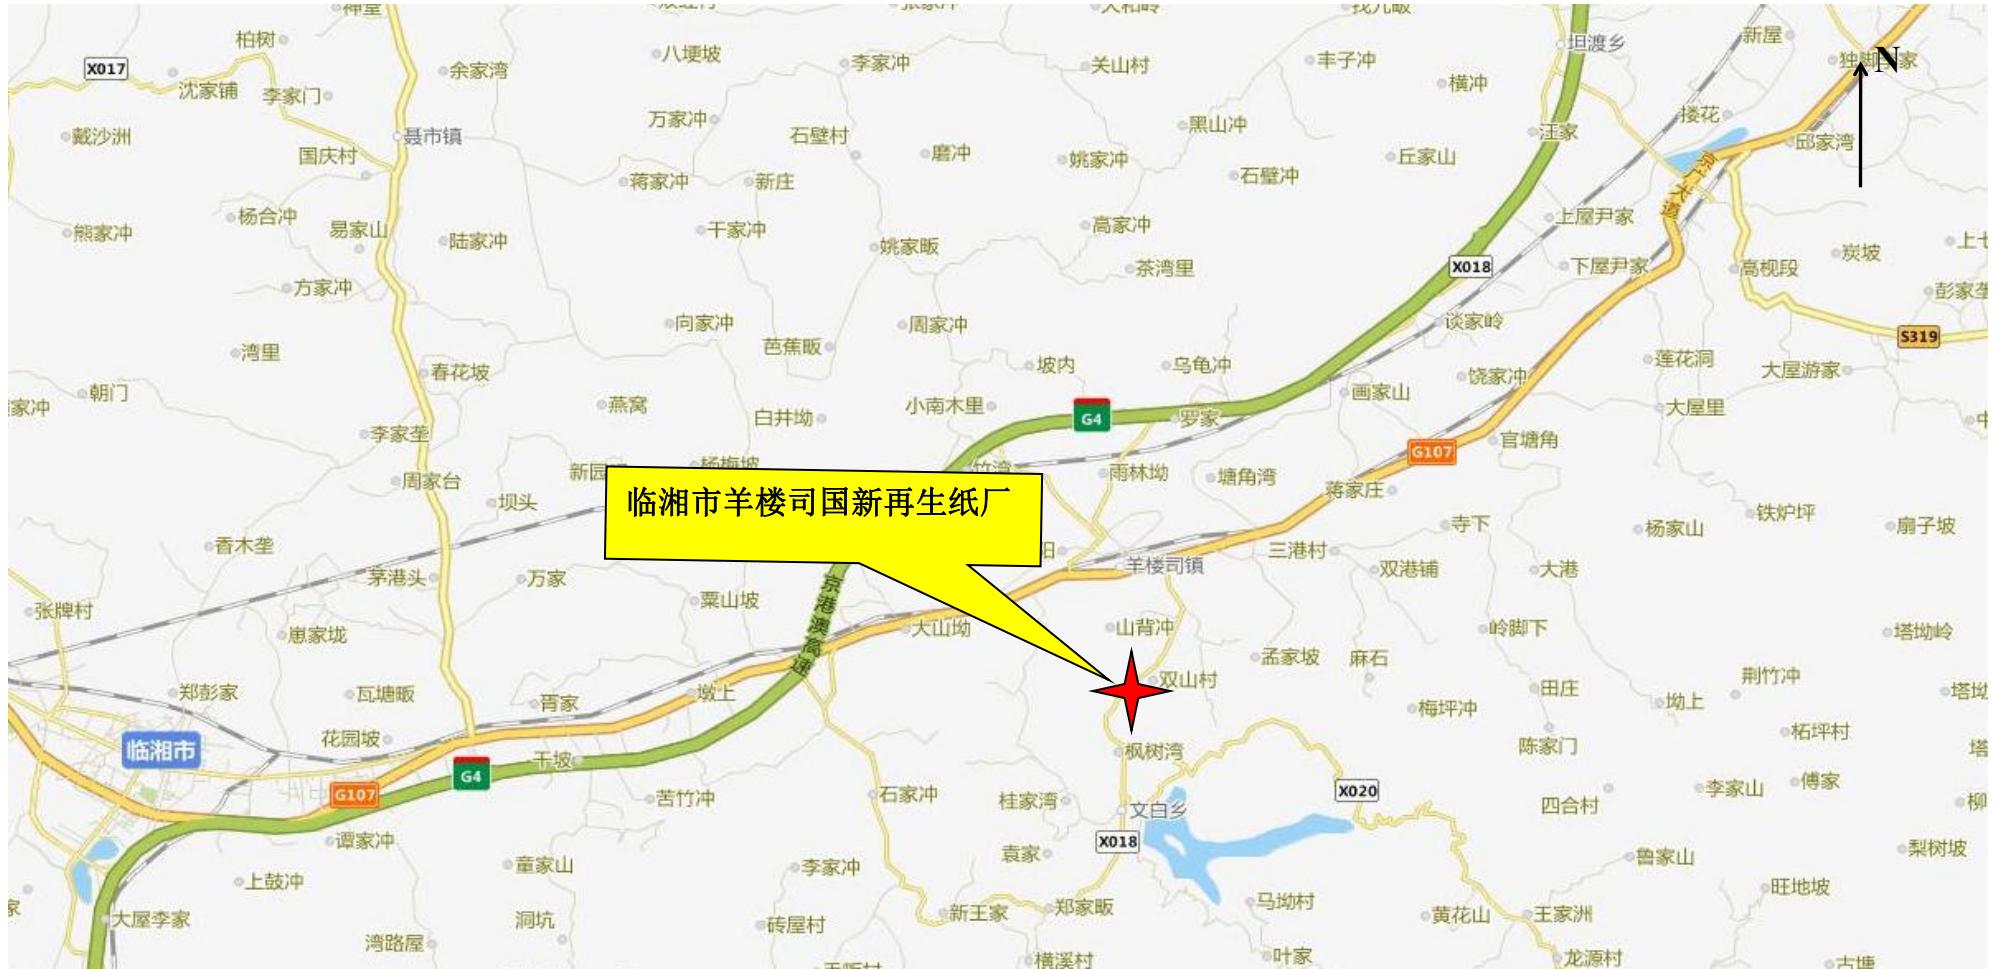 柏树
X017
沈家铺
李家门
余家湾
八埂坡
李家冲
关山村
丰子冲
横冲
坦渡乡
新屋
N
戴沙洲
国庆村
聂市镇
万家冲
石壁村
磨冲
姚家冲
黑山冲
丘家山
汪家
搂花
邱家湾
杨合冲
蒋家冲
新庄
石壁冲
京广大道
熊家冲
易家山
陆家冲
干家冲
姚家畈
高家冲
上屋尹家
炭坡
方家冲
茶湾里
X018
下屋尹家
高枧段
湾里
向家冲
周家冲
谈家岭
S319
芭蕉畈
朝门
春花坡
坡内
乌龟冲
画家山
饶家冲
莲花洞
大屋游家
燕窝
白井坳
小南木里
G4
罗家
大屋里
李家垄
G107
官塘角
周家台
坝头
雨林坳
塘角湾
蒋家庄
临湘市羊楼司国新再生纸厂
寺下
杨家山
铁炉坪
扇子坡
香木垄
茅港头
万家
粟山坡
京港澳高速
羊楼司镇
三港村
双港铺
大港
张牌村
崽家垅
大山坳
山背冲
孟家坡
麻石
岭脚下
塔坳岭
郑彭家
瓦塘畈
胥家
墩上
双山村
梅坪冲
田庄
坳上
荆竹冲
临湘市
花园坡
干坡
枫树湾
陈家门
柘坪村
G107
G4
苦竹冲
石家冲
桂家湾
文白乡
X020
四合村
李家山
傅家
谭家冲
X018
袁家
鲁家山
梨树坡
上鼓冲
童家山
李家冲
旺地坡
大屋李家
洞坑
砖屋村
新王家
郑家畈
马坳村
黄花山
王家洲
湾路屋
横溪村
叶家
龙源村
古塘